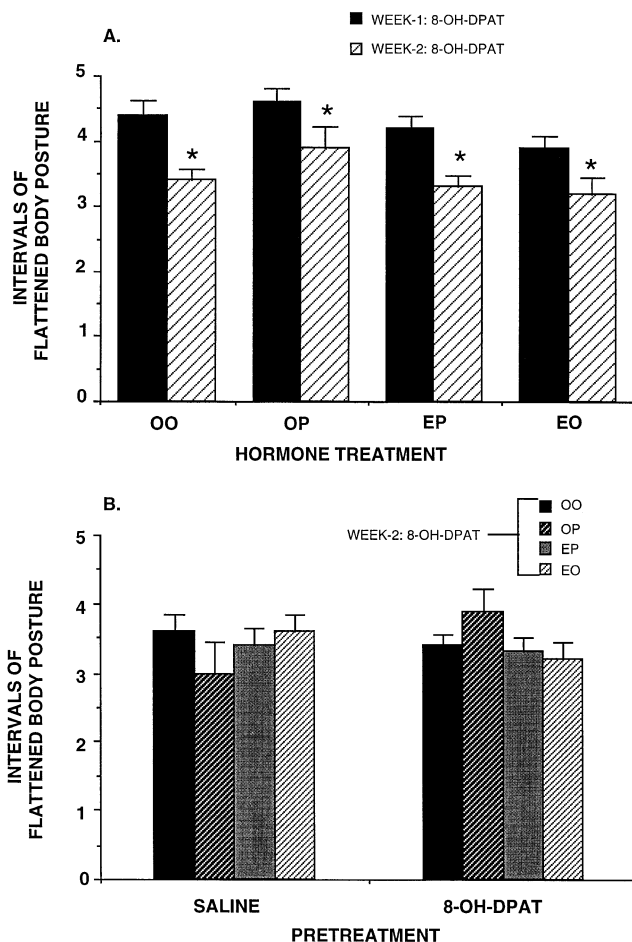 A.
WEEK-1: 8-OH-DPAT
WEEK-2: 8-OH-DPAT
INTERVALS OF
FLATTENED BODY POSTURE
5
4
3
2
1
0
* * * *
OO OP EP EO
HORMONE TREATMENT
B.
WEEK-2: 8-OH-DPAT
OO
OP
EP
EO
INTERVALS OF
FLATTENED BODY POSTURE
5
4
3
2
1
0
SALINE 8-OH-DPAT
PRETREATMENT